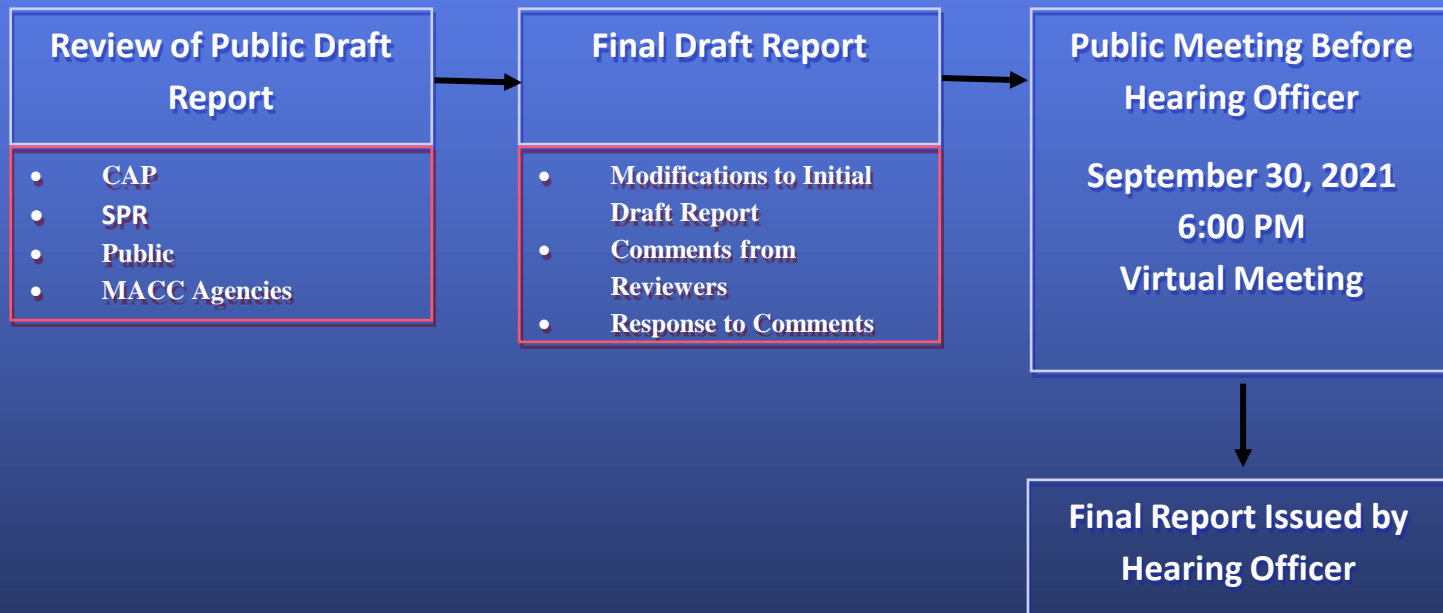 Review of Public Draft
Report
• CAP
• SPR
• Public
• MACC Agencies
Final Draft Report
• Modifications to Initial
Draft Report
• Comments from
Reviewers
• Response to Comments
Public Meeting Before
Hearing Officer
September 30, 2021
6:00 PM
Virtual Meeting
Final Report Issued by
Hearing Officer